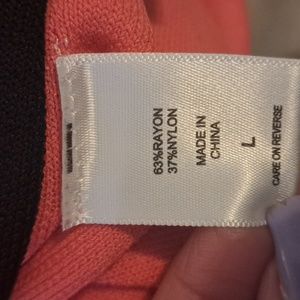 63%RAYON
37%NYLON
MADE IN
CHINA
L
CARE ON REVERSE